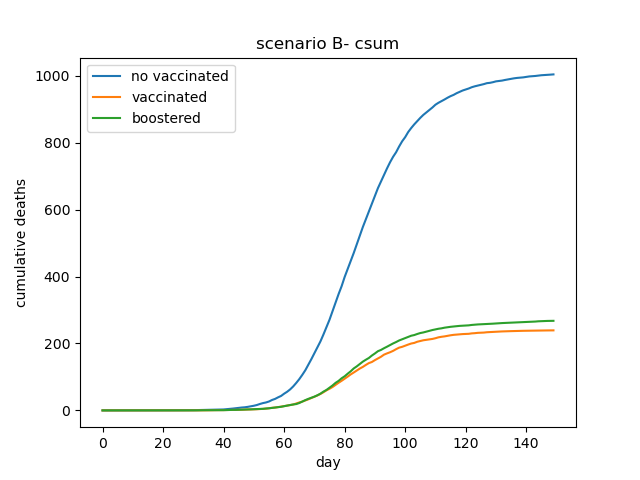 scenario B- csum
no vaccinated
vaccinated
boostered
cumulative deaths
1000
800
600
400
200
0
0 20 40 60 80 100 120 140
day